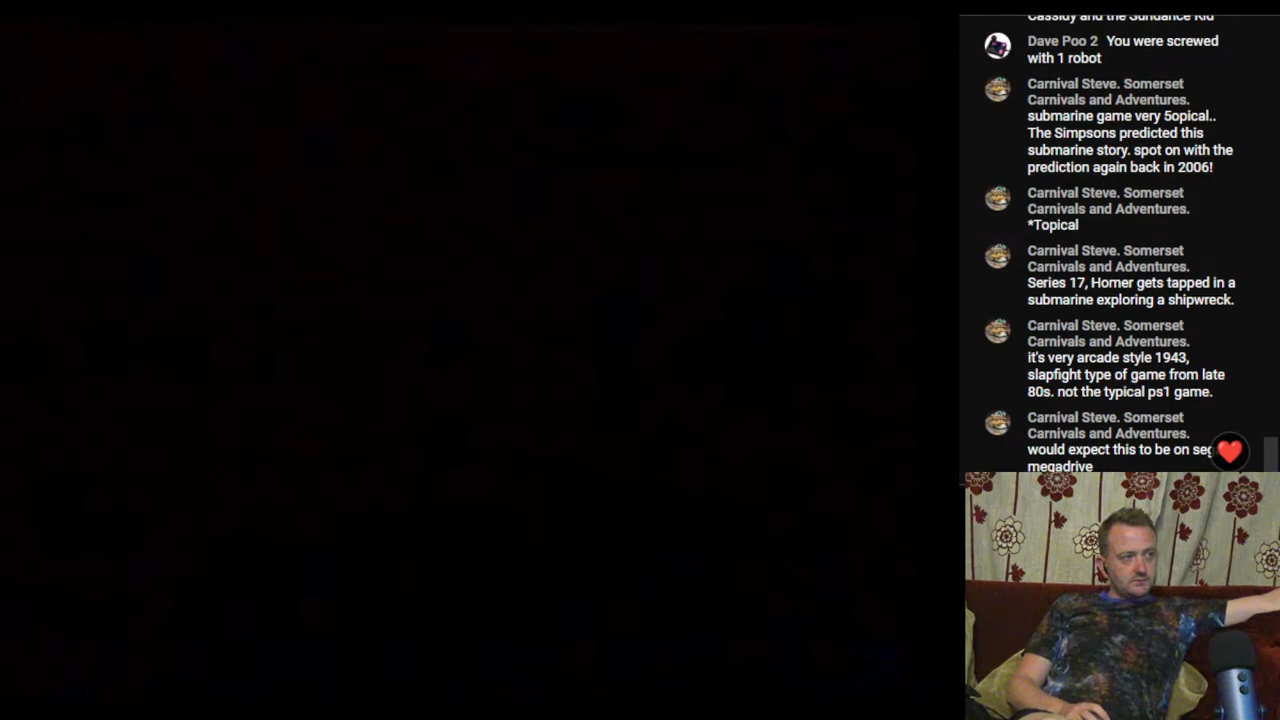 Cassidy and the Sundance Kid
Dave Poo 2 You were screwed
with 1 robot
Carnival Steve. Somerset
Carnivals and Adventures.
submarine game very 5opical..
The Simpsons predicted this
submarine story. spot on with the
prediction again back in 2006!
Carnival Steve. Somerset
Carnivals and Adventures.
*Topical
Carnival Steve. Somerset
Carnivals and Adventures.
Series 17, Homer gets tapped in a
submarine exploring a shipwreck.
Carnival Steve. Somerset
Carnivals and Adventures.
it's very arcade style 1943,
slapfight type of game from late
80s. not the typical ps1 game.
Carnival Steve. Somerset
Carnivals and Adventures.
would expect this to be on
megadrive